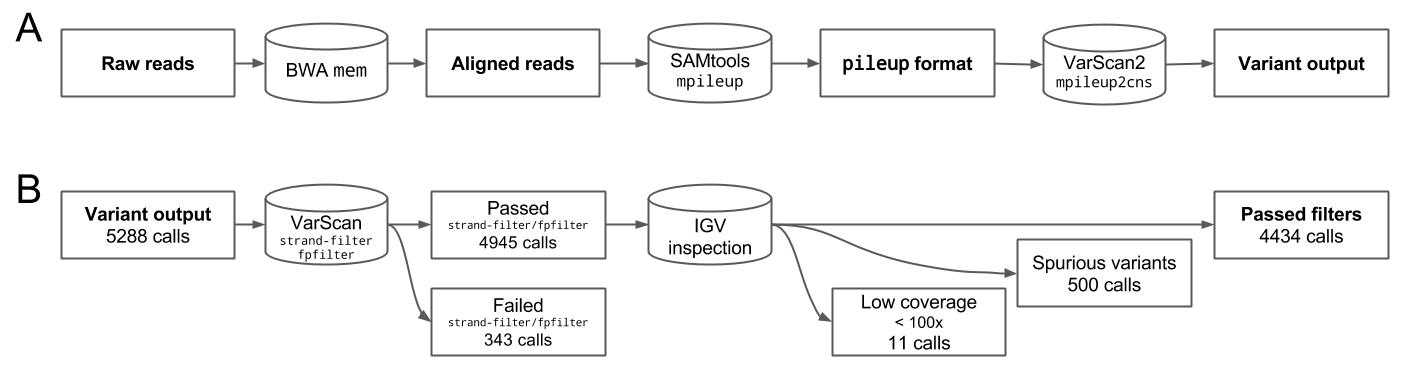 A
Raw reads
BWA mem
Aligned reads
SAMtools
mpileup
pileup format
VarScan2
mpileup2cns
Variant output
B
Variant output
5288 calls
VarScan
strand-filter
fpfilter
Passed
strand-filter/fpfilter
4945 calls
Failed
strand-filter/fpfilter
343 calls
IGV
inspection
Low coverage
< 100x
11 calls
Spurious variants
500 calls
Passed filters
4434 calls